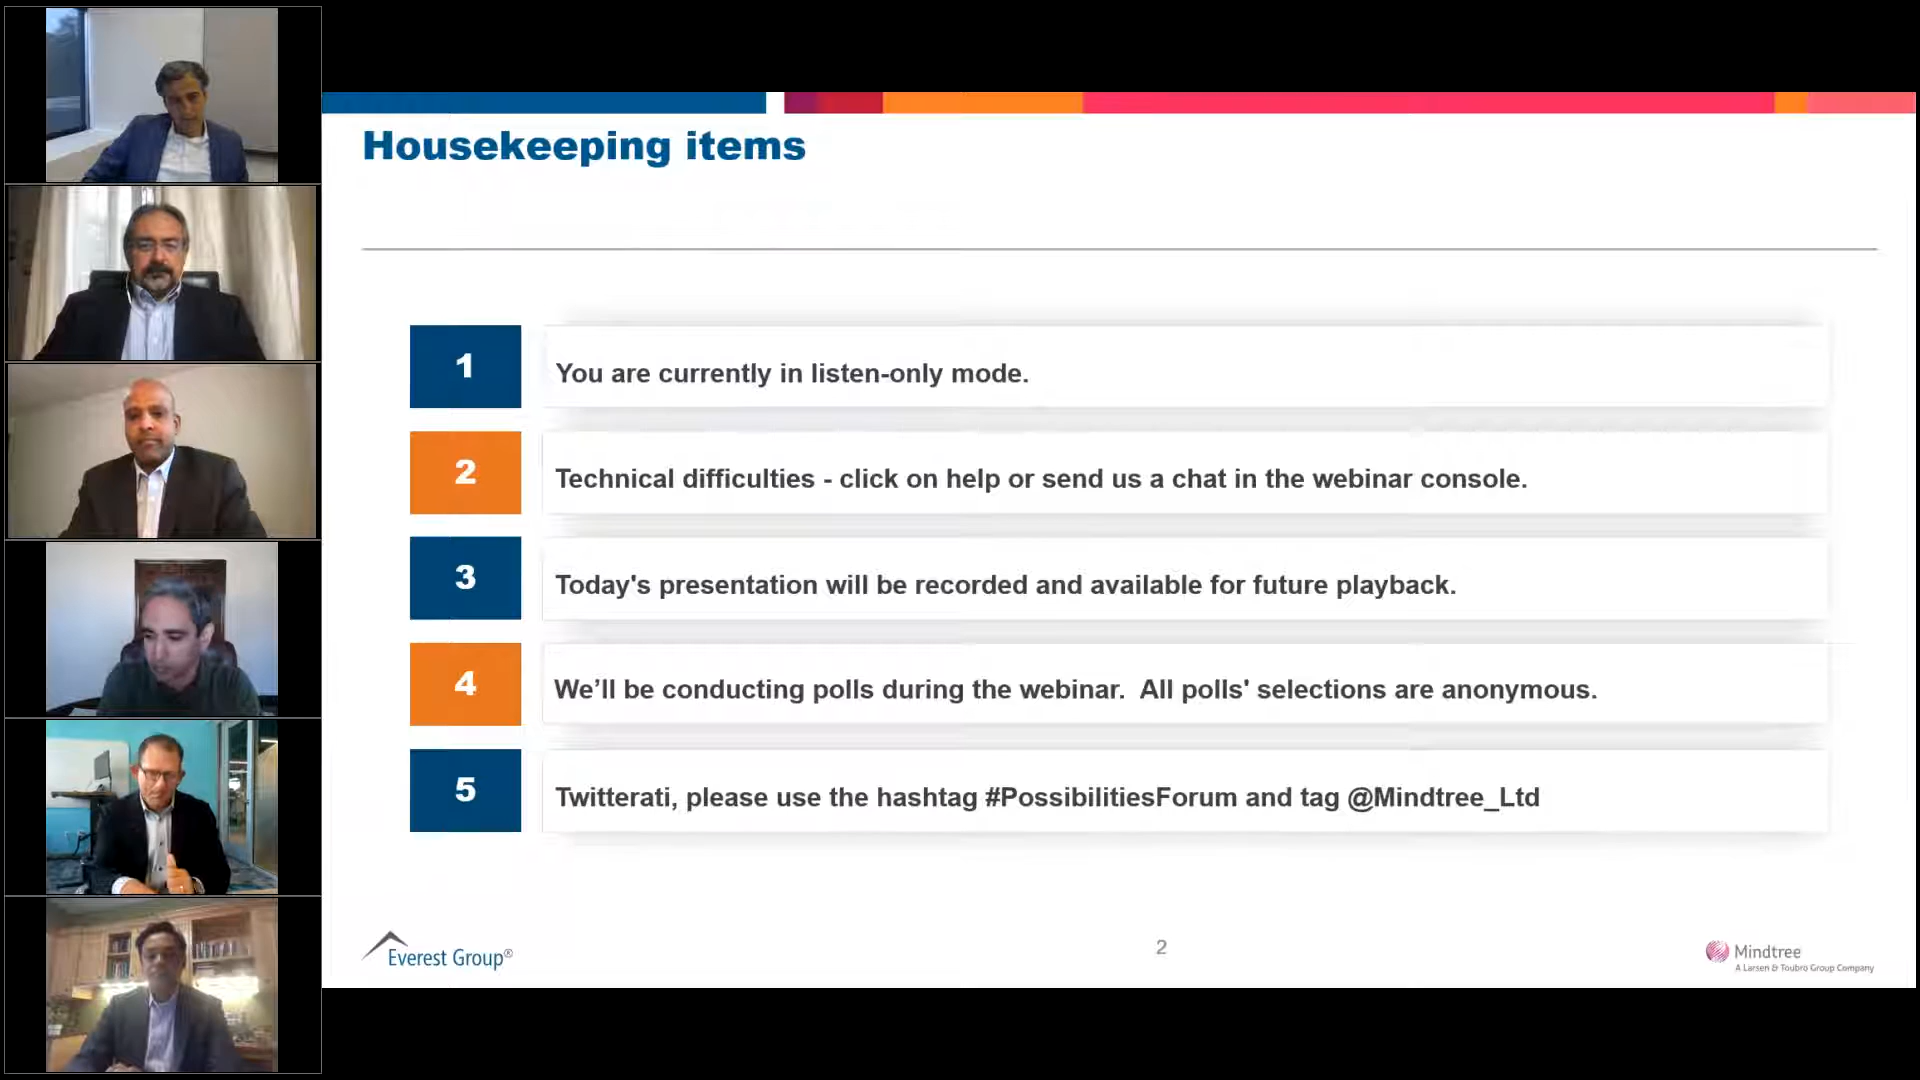 Housekeeping items
1
You are currently in listen-only mode.
2
Technical difficulties - click on help or send us a chat in the webinar console.
3
Today's presentation will be recorded and available for future playback.
4
We’ll be conducting polls during the webinar.  All polls' selections are anonymous.
5
Twitterati, please use the hashtag #PossibilitiesForum and tag @Mindtree_Ltd
Everest Group®
2
Mindtree
A Larsen & Toubro Group Company